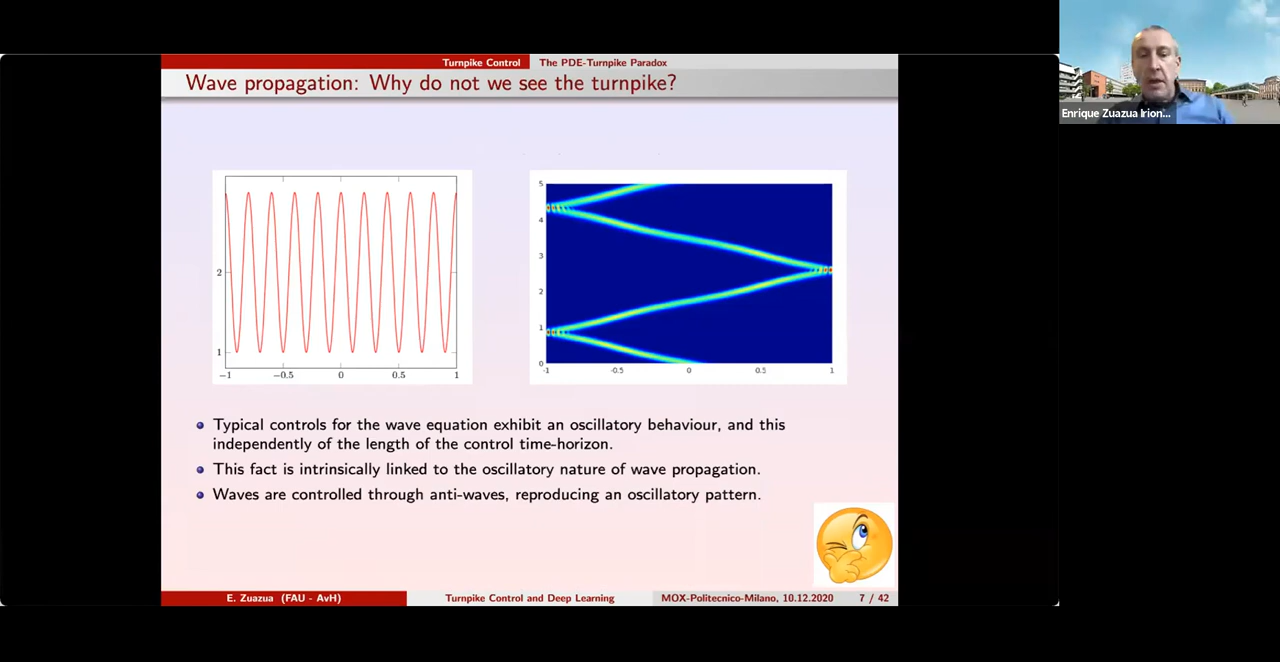 Turnpike Control The PDE-Turnpike Paradox
Wave propagation: Why do not we see the turnpike?
Enrique Zuazua Irion...
2
1
−1 −0.5 0 0.5 1
5
4
3
2
1
0
-1 -0.5 0 0.5 1
Typical controls for the wave equation exhibit an oscillatory behaviour, and this
independently of the length of the control time-horizon.
This fact is intrinsically linked to the oscillatory nature of wave propagation.
Waves are controlled through anti-waves, reproducing an oscillatory pattern.
E. Zuazua (FAU - AvH) Turnpike Control and Deep Learning MOX-Politecnico-Milano, 10.12.2020 7 / 42